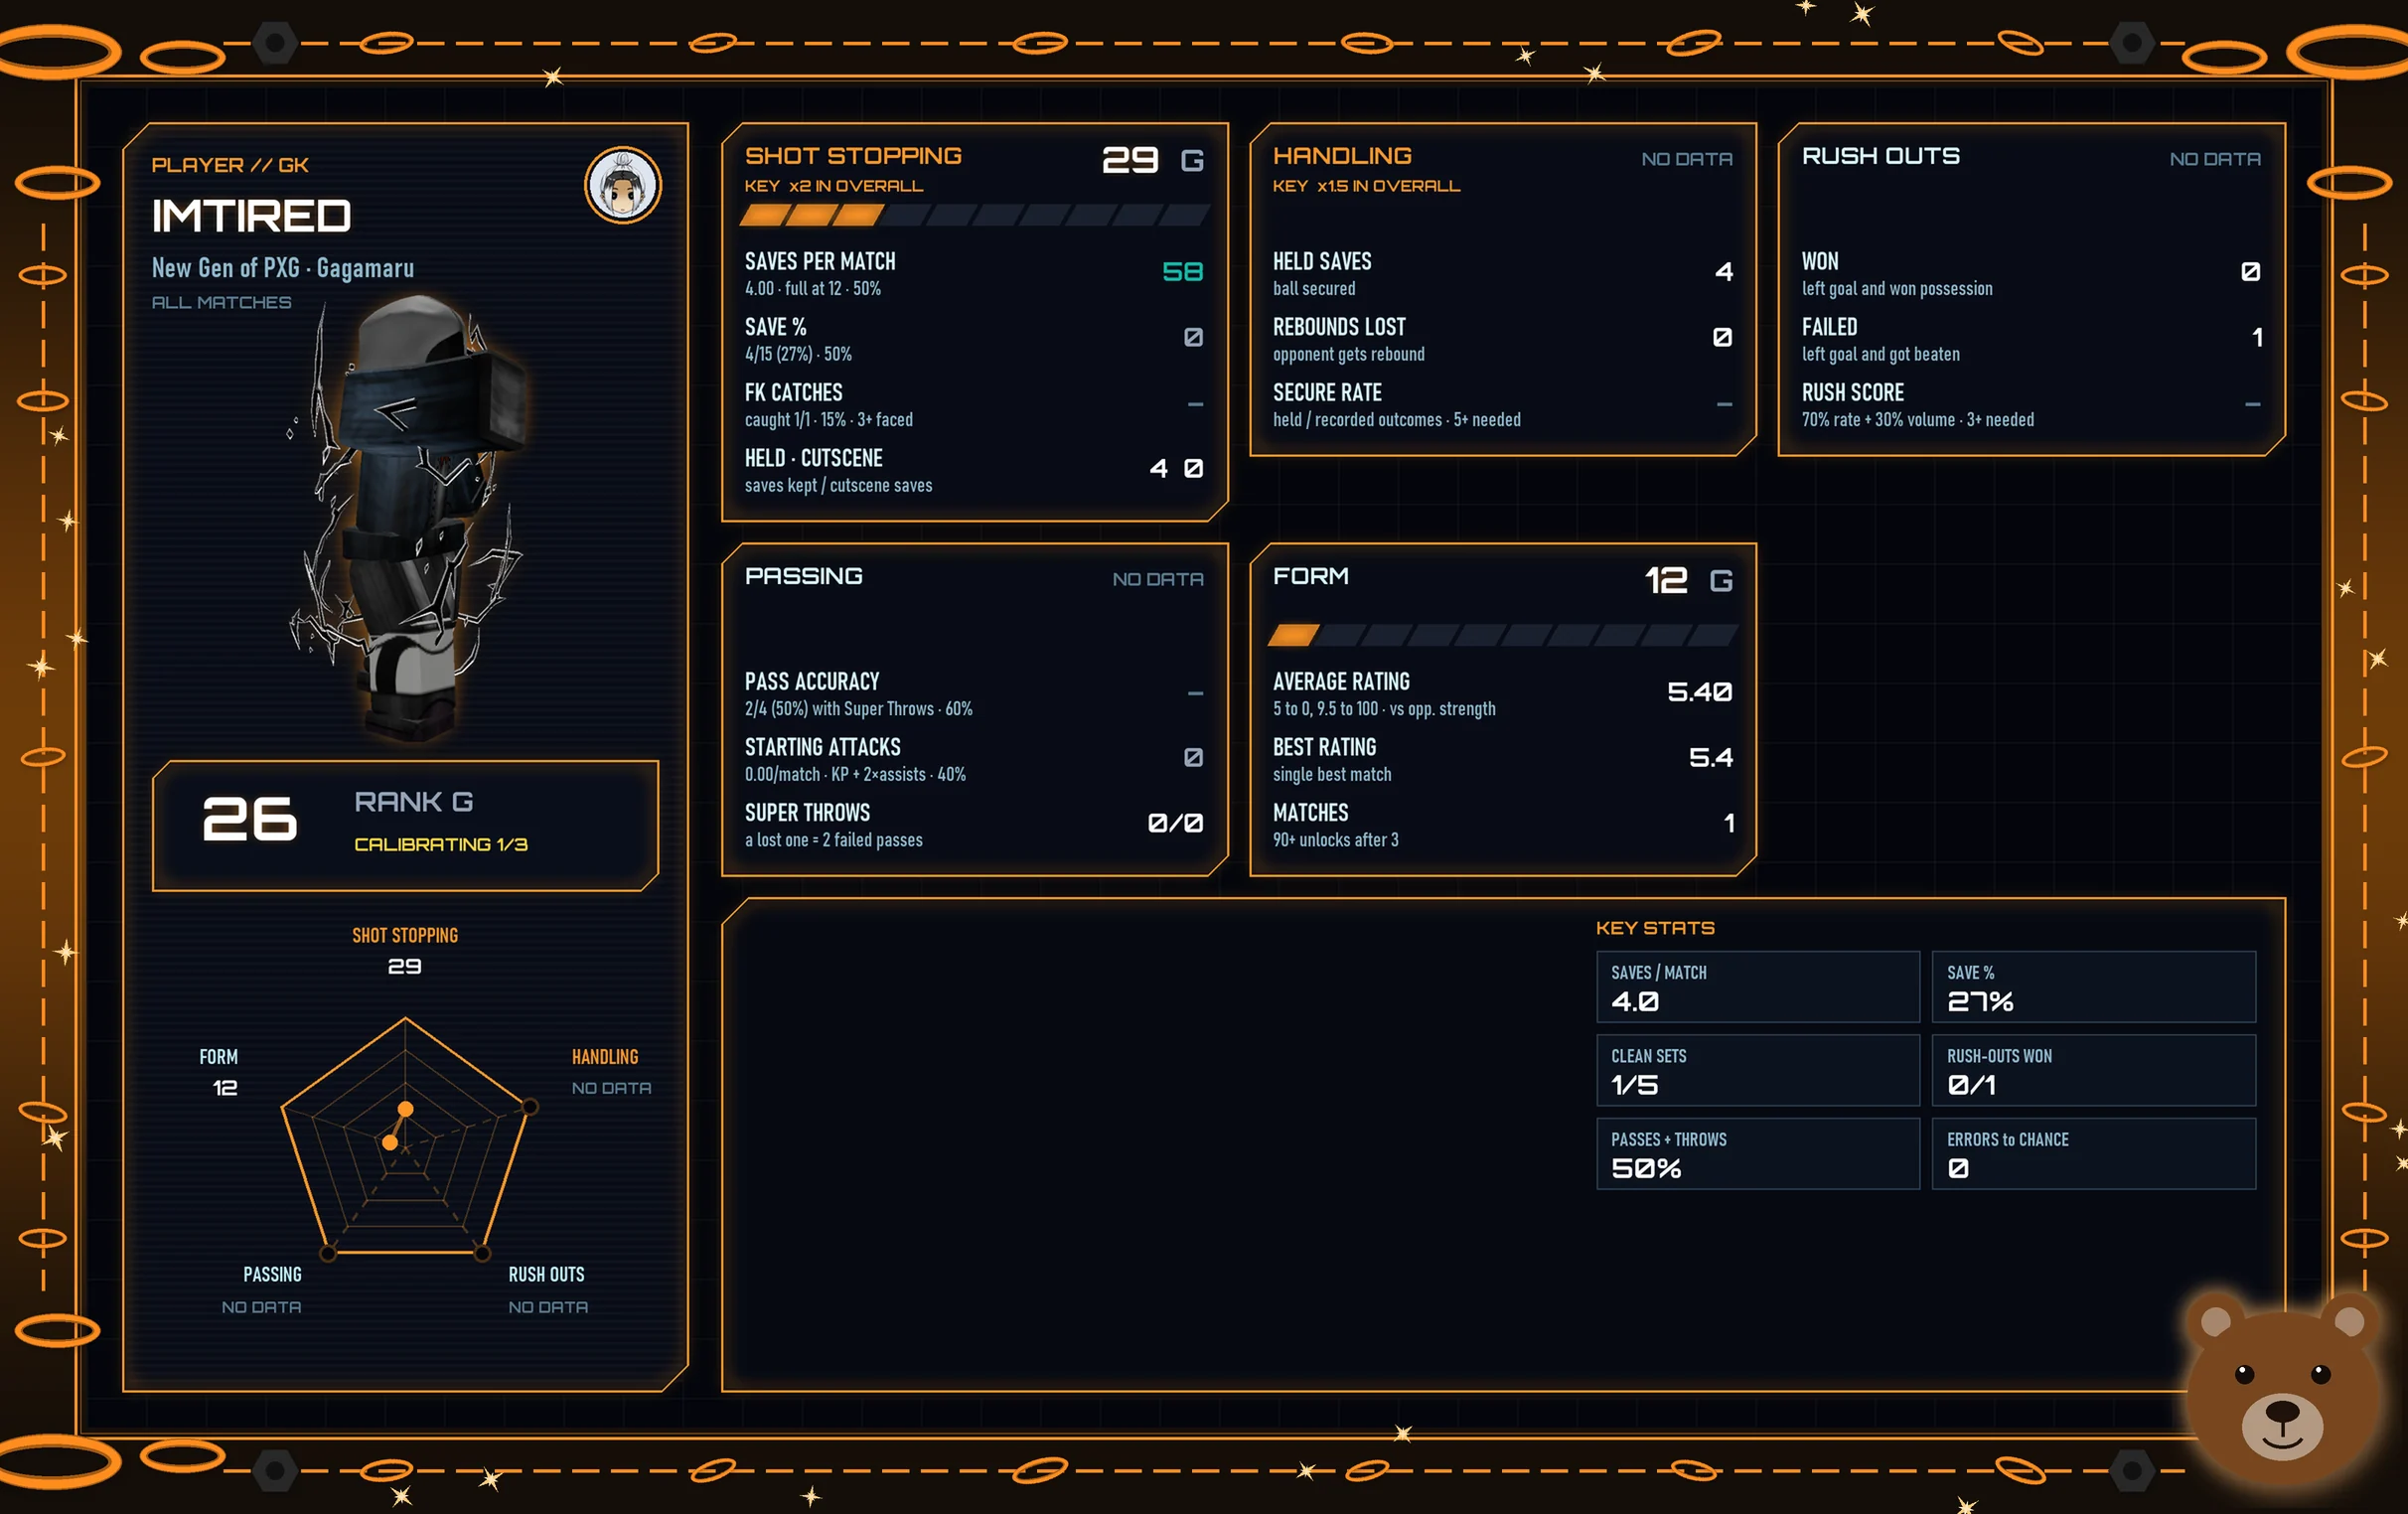 PLAYER // GK
IMTIRED
New Gen of PXG · Gagamaru
ALL MATCHES
26
RANK G
CALIBRATING 1/3
SHOT STOPPING
29
FORM
12
HANDLING
NO DATA
PASSING
NO DATA
RUSH OUTS
NO DATA
SHOT STOPPING 29 G
KEY x2 IN OVERALL
SAVES PER MATCH 58
4.00 · full at 12 · 50%
SAVE % 0
4/15 (27%) · 50%
FK CATCHES –
caught 1/1 · 15% · 3+ faced
HELD · CUTSCENE 4 0
saves kept / cutscene saves
HANDLING NO DATA
KEY x1.5 IN OVERALL
HELD SAVES 4
ball secured
REBOUNDS LOST 0
opponent gets rebound
SECURE RATE –
held / recorded outcomes · 5+ needed
RUSH OUTS NO DATA
WON 0
left goal and won possession
FAILED 1
left goal and got beaten
RUSH SCORE –
70% rate + 30% volume · 3+ needed
PASSING NO DATA
PASS ACCURACY –
2/4 (50%) with Super Throws · 60%
STARTING ATTACKS 0
0.00/match · KP + 2×assists · 40%
SUPER THROWS 0/0
a lost one = 2 failed passes
FORM 12 G
AVERAGE RATING 5.40
5 to 0, 9.5 to 100 · vs opp. strength
BEST RATING 5.4
single best match
MATCHES 1
90+ unlocks after 3
KEY STATS
SAVES / MATCH
4.0
SAVE %
27%
CLEAN SETS
1/5
RUSH-OUTS WON
0/1
PASSES + THROWS
50%
ERRORS to CHANCE
0